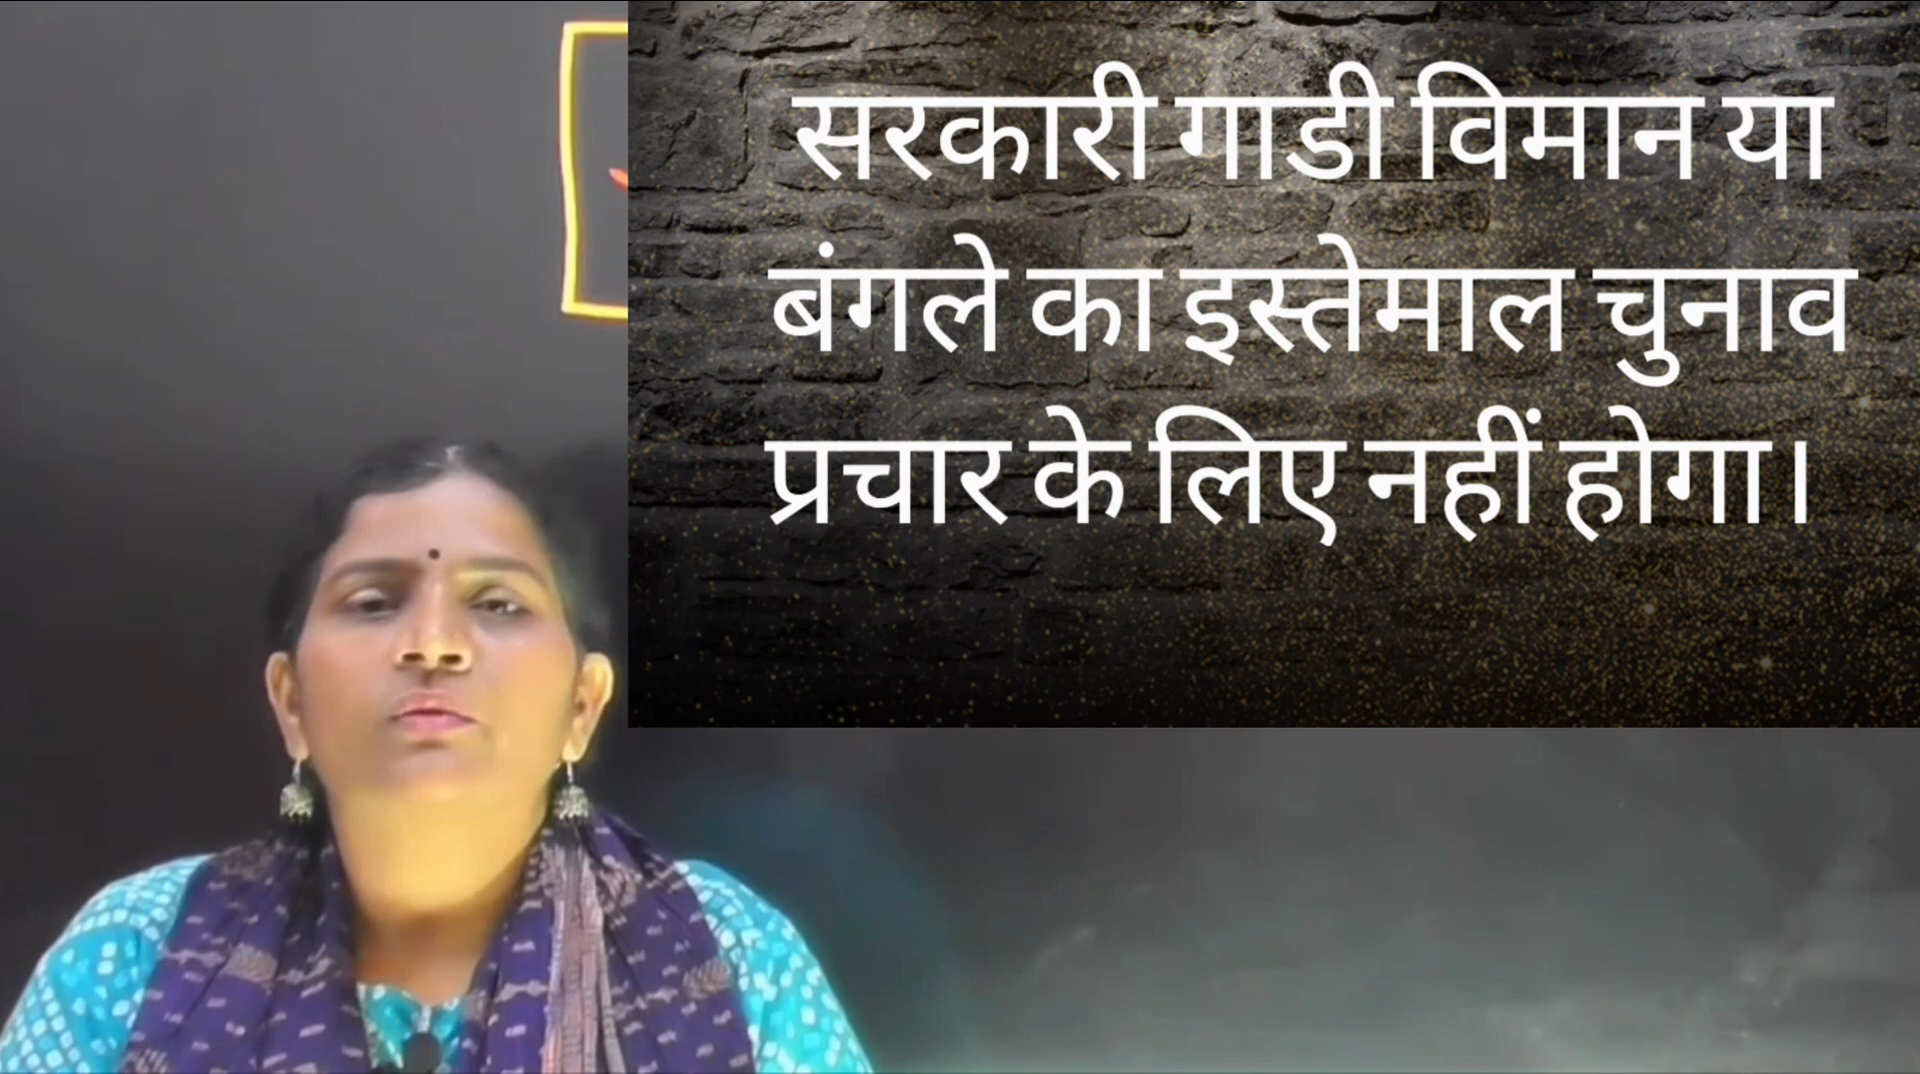 सरकारी गाडी विमान या
बंगले का इस्तेमाल चुनाव
प्रचार के लिए नहीं होगा।